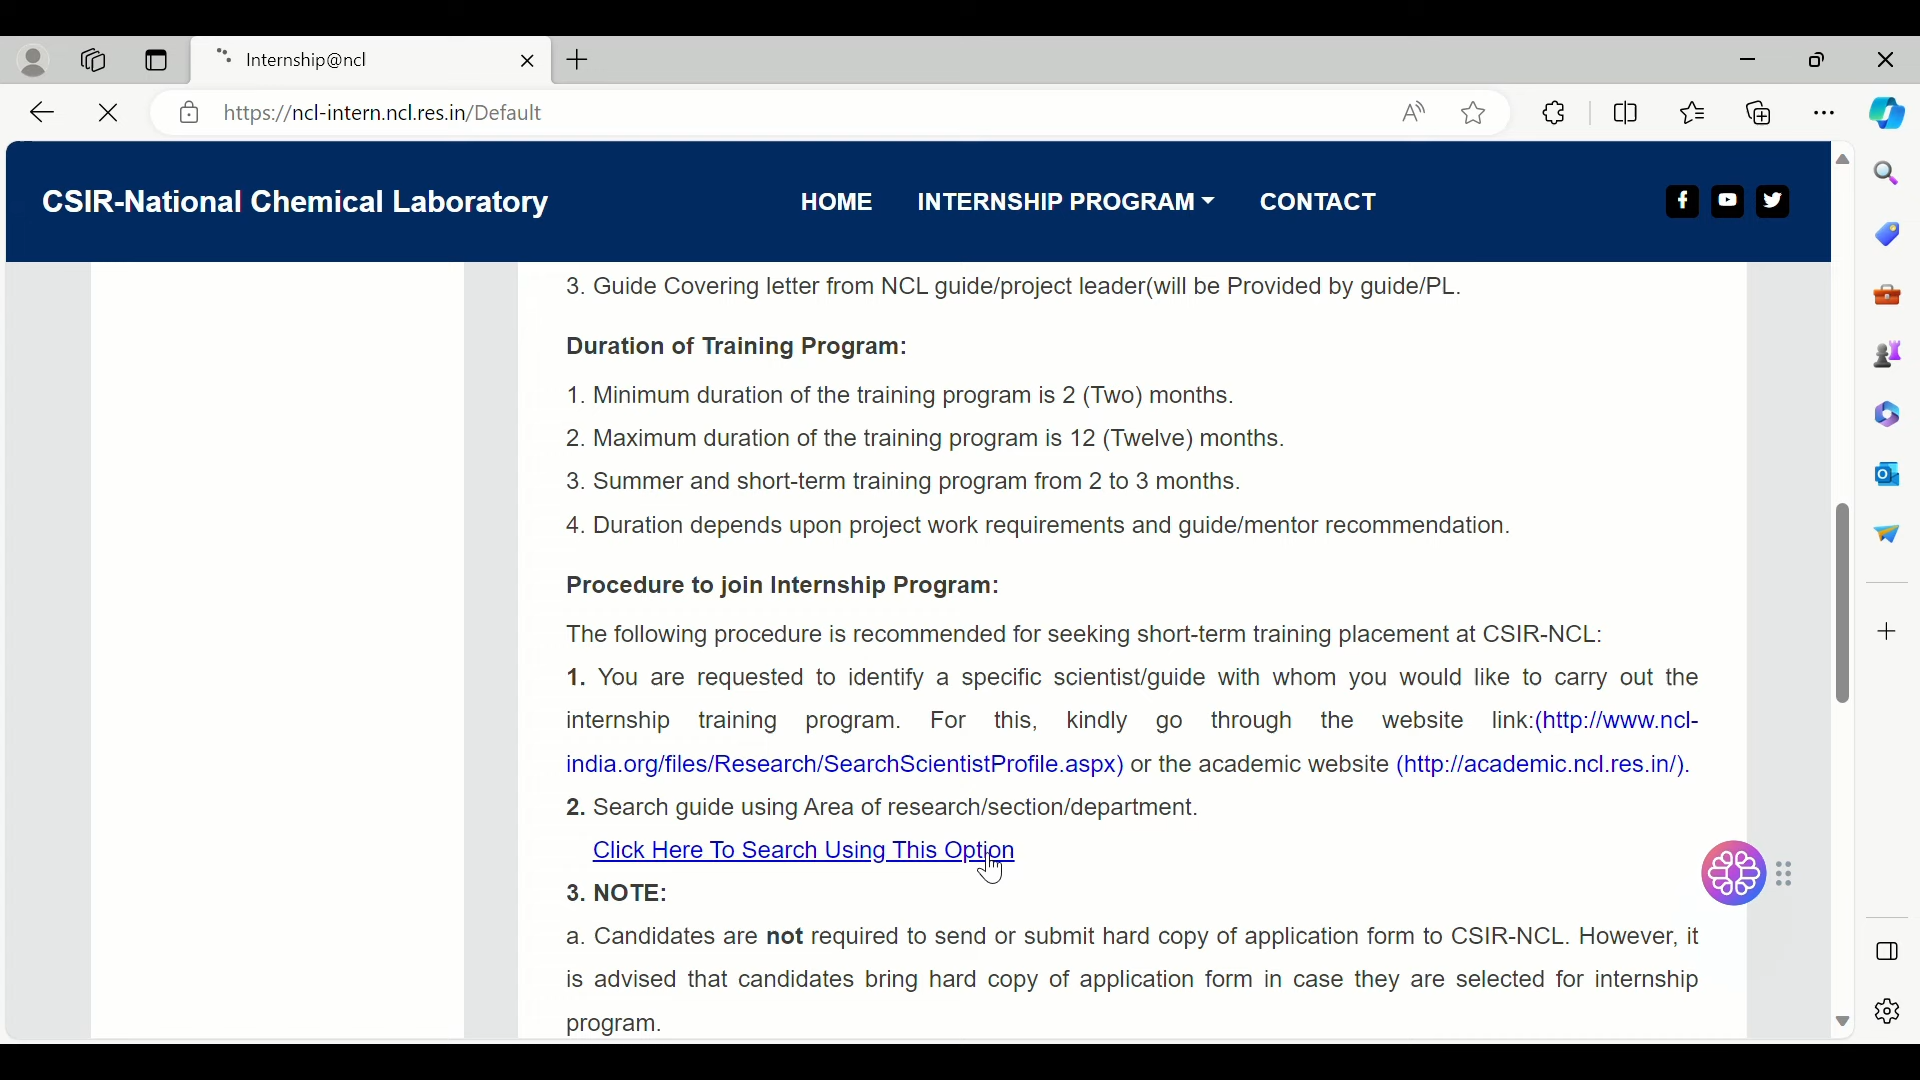 Internship@ncl
https://ncl-intern.ncl.res.in/Default
CSIR-National Chemical Laboratory
HOME
INTERNSHIP PROGRAM
CONTACT
3. Guide Covering letter from NCL guide/project leader(will be Provided by guide/PL.
Duration of Training Program:
1. Minimum duration of the training program is 2 (Two) months.
2. Maximum duration of the training program is 12 (Twelve) months.
3. Summer and short-term training program from 2 to 3 months.
4. Duration depends upon project work requirements and guide/mentor recommendation.
Procedure to join Internship Program:
The following procedure is recommended for seeking short-term training placement at CSIR-NCL:
1. You are requested to identify a specific scientist/guide with whom you would like to carry out the
internship training program. For this, kindly go through the website link:(http://www.ncl-
india.org/files/Research/SearchScientistProfile.aspx) or the academic website (http://academic.ncl.res.in/).
2. Search guide using Area of research/section/department.
Click Here To Search Using This Option
3. NOTE:
a. Candidates are not required to send or submit hard copy of application form to CSIR-NCL. However, it
is advised that candidates bring hard copy of application form in case they are selected for internship
program.